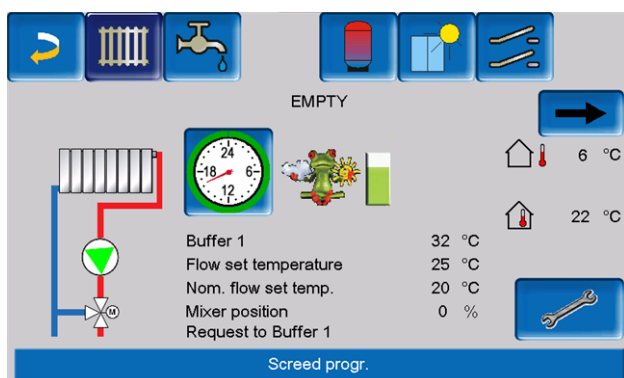 EMPTY
24
18 6
12
6 °C
22 °C
Buffer 1 32 °C
Flow set temperature 25 °C
Nom. flow set temp. 20 °C
Mixer position 0 %
Request to Buffer 1
M
Screed progr.